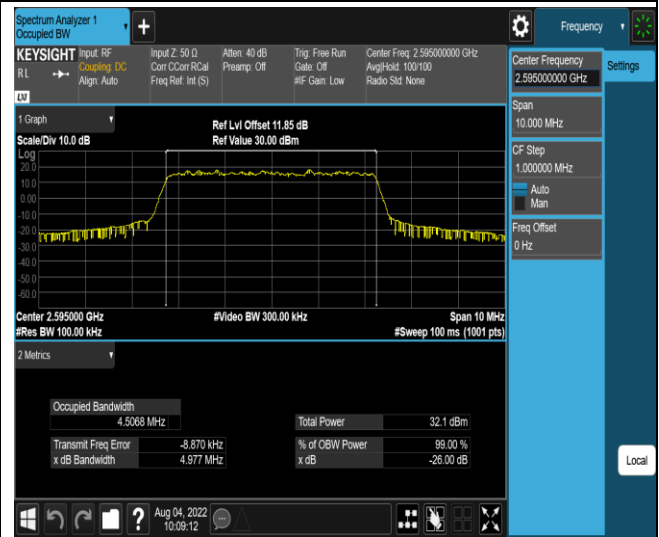 Spectrum Analyzer 1
Occupied BW
+
Frequency
KEYSIGHT
RL
LXI
Input: RF
Coupling: DC
Align: Auto
Input Z: 50 Ω
Corr CCorr RCal
Freq Ref: Int (S)
Atten: 40 dB
Preamp: Off
Trig: Free Run
Gate: Off
#IF Gain: Low
Center Freq: 2.595000000 GHz
Avg|Hold: 100/100
Radio Std: None
Center Frequency
2.595000000 GHz
Settings
Span
10.000 MHz
CF Step
1.000000 MHz
Auto
Man
Freq Offset
0 Hz
Local
1 Graph
Scale/Div 10.0 dB
Ref Lvl Offset 11.85 dB
Ref Value 30.00 dBm
Log
20.0
10.0
0.00
-10.0
-20.0
-30.0
-40.0
-50.0
-60.0
Center 2.595000 GHz
#Video BW 300.00 kHz
Span 10 MHz
#Res BW 100.00 kHz
#Sweep 100 ms (1001 pts)
2 Metrics
Occupied Bandwidth
4.5068 MHz
Total Power 32.1 dBm
Transmit Freq Error -8.870 kHz
% of OBW Power 99.00 %
x dB Bandwidth 4.977 MHz
x dB -26.00 dB
?
Aug 04, 2022
10:09:12